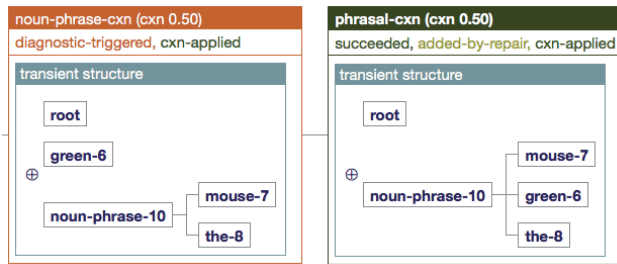 noun-phrase-cxn (cxn 0.50)
diagnostic-triggered, cxn-applied
transient structure
root
green-6
mouse-7
noun-phrase-10
the-8
phrasal-cxn (cxn 0.50)
succeeded, added-by-repair, cxn-applied
transient structure
root
mouse-7
noun-phrase-10
green-6
the-8